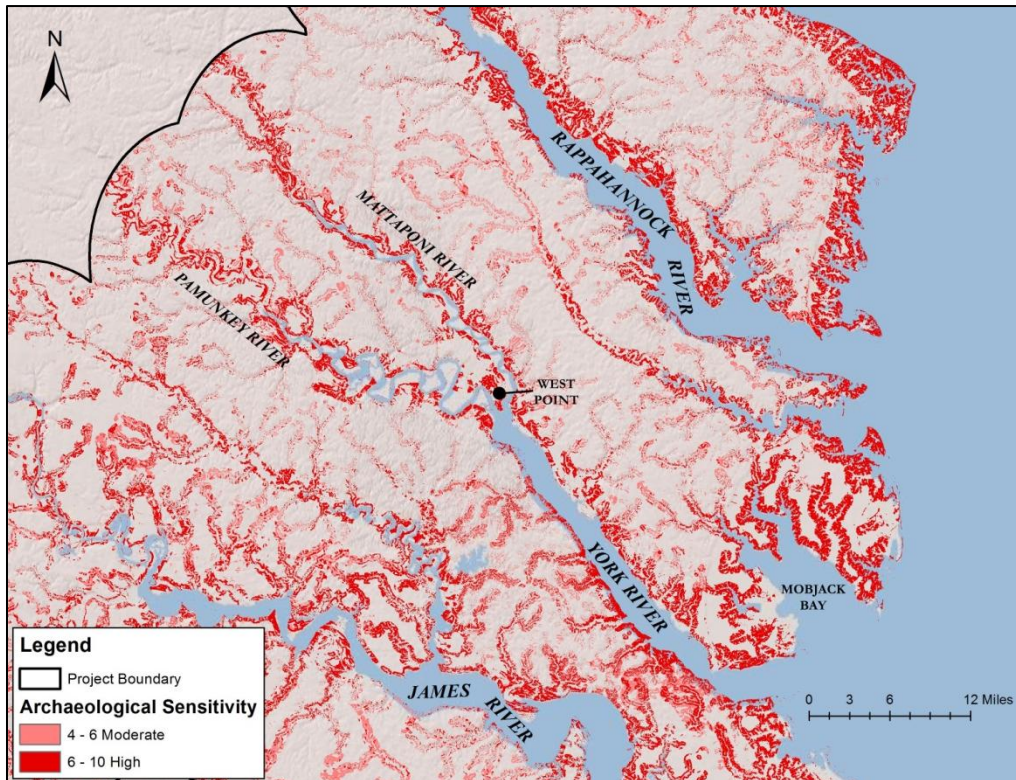 N
RAPPAHANNOCK
RIVER
MATTAPONI RIVER
PAMUNKEY RIVER
WEST
POINT
YORK RIVER
MOBJACK
BAY
JAMES
RIVER
0 3 6 12 Miles
Legend
Project Boundary
Archaeological Sensitivity
4 - 6 Moderate
6 - 10 High